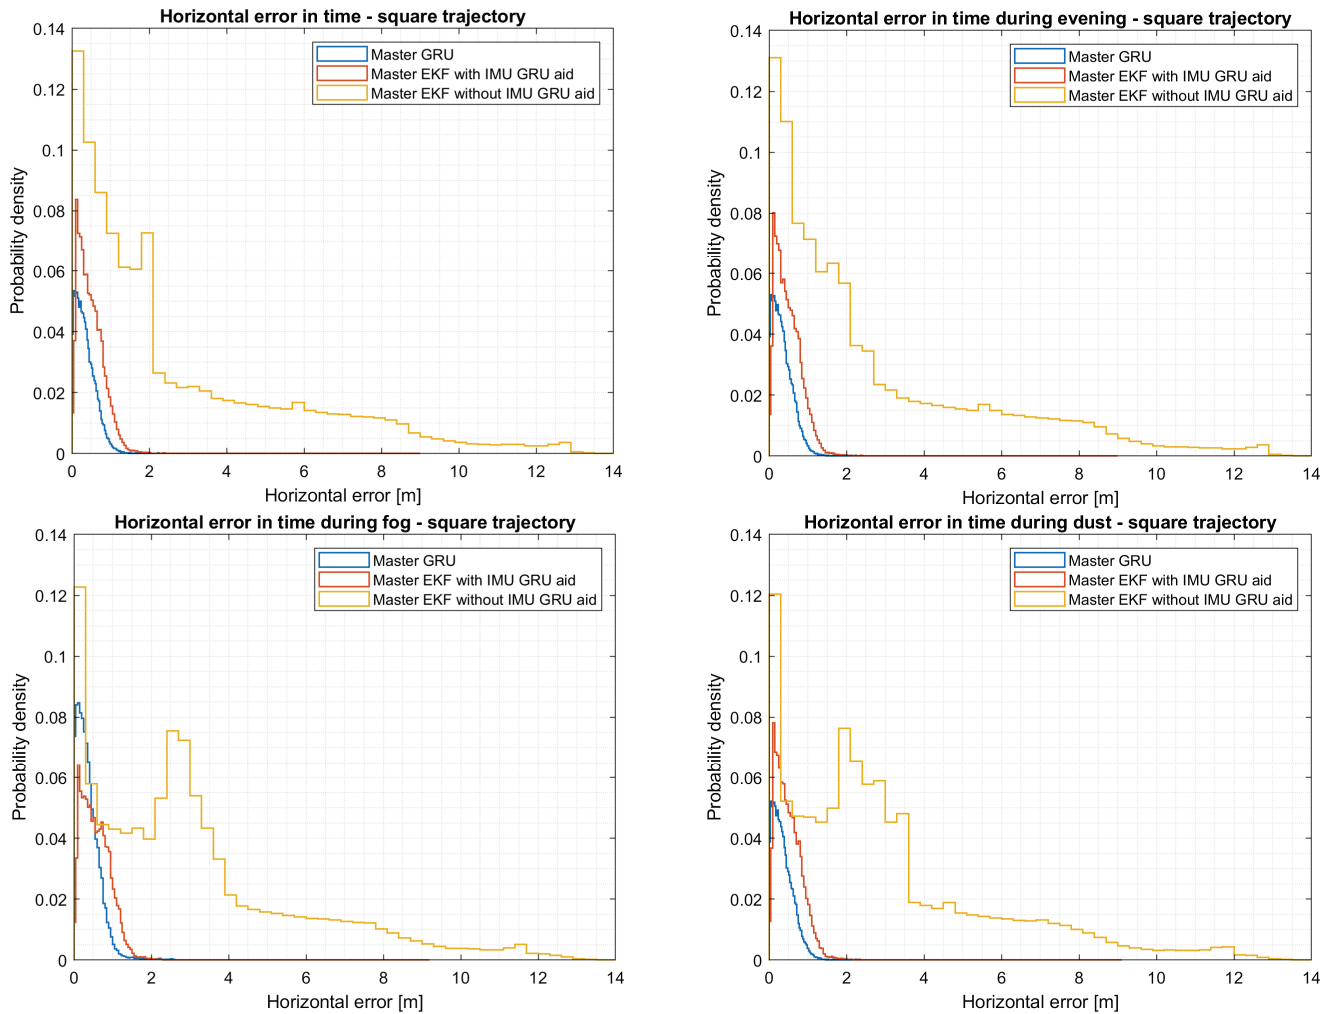 Horizontal error in time - square trajectory
0.14
0.12
0.1
0.08
0.06
0.04
0.02
0
Probability density
Master GRU
Master EKF with IMU GRU aid
Master EKF without IMU GRU aid
0 2 4 6 8 10 12 14
Horizontal error [m]
Horizontal error in time during evening - square trajectory
0.14
0.12
0.1
0.08
0.06
0.04
0.02
0
Probability density
Master GRU
Master EKF with IMU GRU aid
Master EKF without IMU GRU aid
0 2 4 6 8 10 12 14
Horizontal error [m]
Horizontal error in time during fog - square trajectory
0.14
0.12
0.1
0.08
0.06
0.04
0.02
0
Probability density
Master GRU
Master EKF with IMU GRU aid
Master EKF without IMU GRU aid
0 2 4 6 8 10 12 14
Horizontal error [m]
Horizontal error in time during dust - square trajectory
0.14
0.12
0.1
0.08
0.06
0.04
0.02
0
Probability density
Master GRU
Master EKF with IMU GRU aid
Master EKF without IMU GRU aid
0 2 4 6 8 10 12 14
Horizontal error [m]